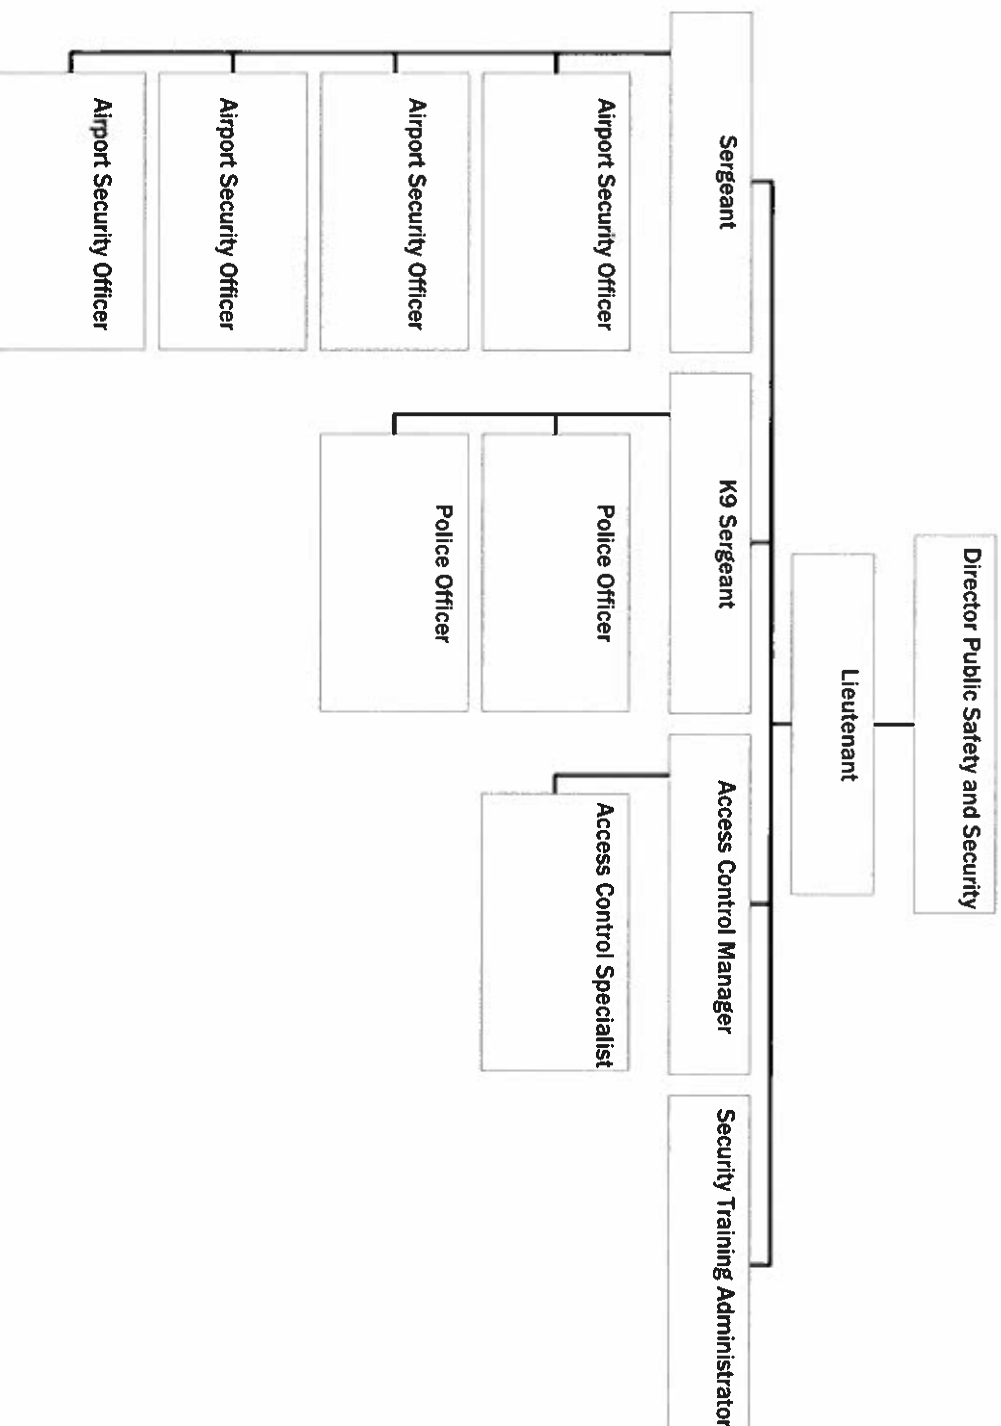 Director Public Safety and Security
Lieutenant
Sergeant
K9 Sergeant
Access Control Manager
Security Training Administrator
Airport Security Officer
Police Officer
Access Control Specialist
Airport Security Officer
Police Officer
Airport Security Officer
Airport Security Officer